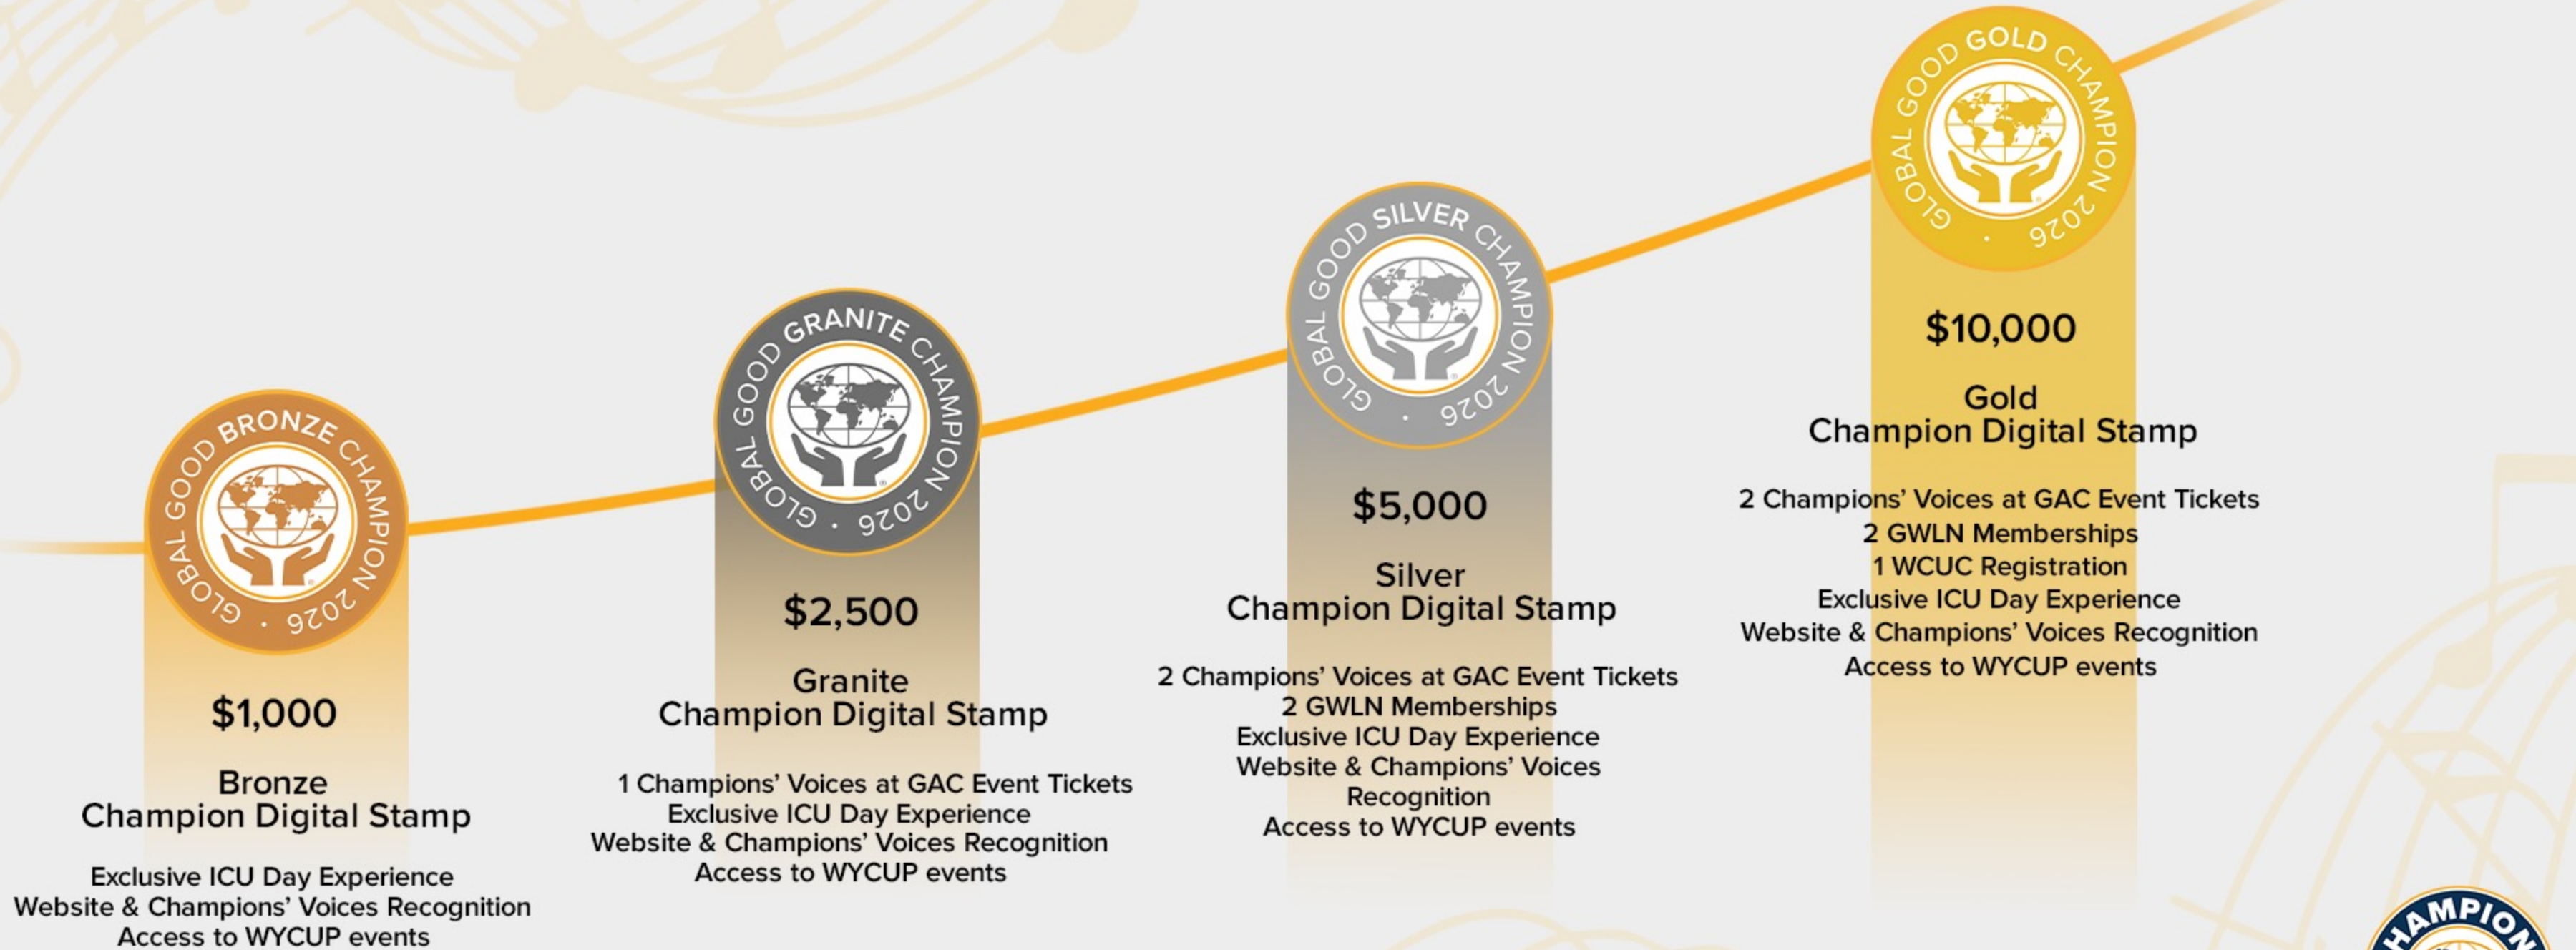 GLOBAL GOOD BRONZE CHAMPION 2026 ·
$1,000
Bronze
Champion Digital Stamp
Exclusive ICU Day Experience
Website & Champions' Voices Recognition
Access to WYCUP events
GLOBAL GOOD GRANITE CHAMPION 2026 ·
$2,500
Granite
Champion Digital Stamp
1 Champions' Voices at GAC Event Tickets
Exclusive ICU Day Experience
Website & Champions' Voices Recognition
Access to WYCUP events
GLOBAL GOOD SILVER CHAMPION 2026 ·
$5,000
Silver
Champion Digital Stamp
2 Champions' Voices at GAC Event Tickets
2 GWLN Memberships
Exclusive ICU Day Experience
Website & Champions' Voices
Recognition
Access to WYCUP events
GLOBAL GOOD GOLD CHAMPION 2026 ·
$10,000
Gold
Champion Digital Stamp
2 Champions' Voices at GAC Event Tickets
2 GWLN Memberships
1 WCUC Registration
Exclusive ICU Day Experience
Website & Champions' Voices Recognition
Access to WYCUP events